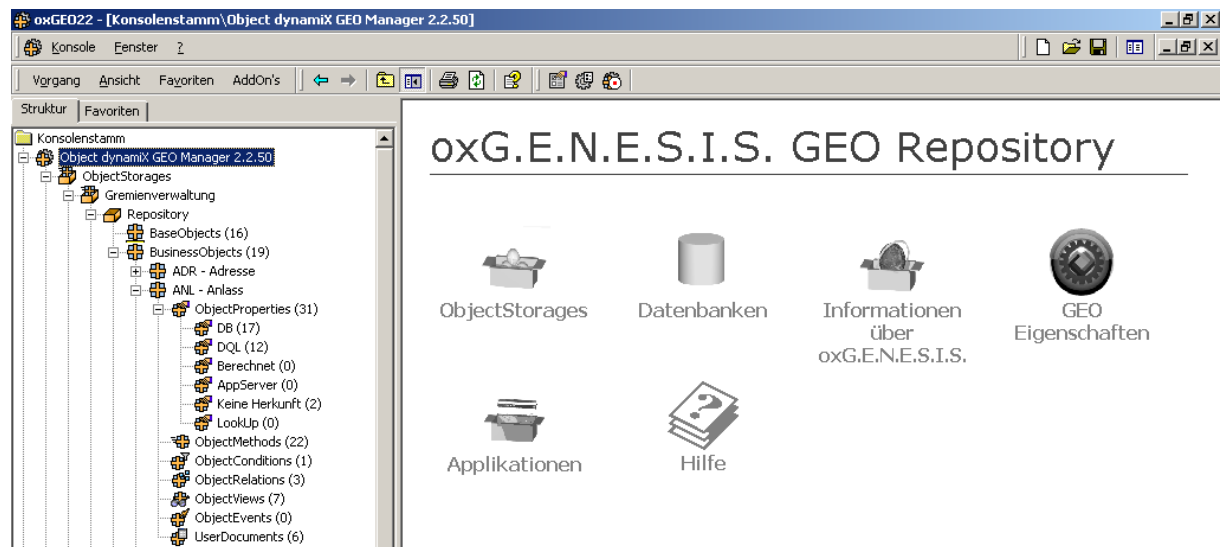 oxGEO22 - [Konsolenstamm\Object dynamiX GEO Manager 2.2.50]
Konsole Fenster ?
Vorgang Ansicht Favoriten AddOn's
Struktur Favoriten
Konsolenstamm
Object dynamiX GEO Manager 2.2.50
ObjectStorages
Gremienverwaltung
Repository
BaseObjects (16)
BusinessObjects (19)
ADR - Adresse
ANL - Anlass
ObjectProperties (31)
DB (17)
DQL (12)
Berechnet (0)
AppServer (0)
Keine Herkunft (2)
LookUp (0)
ObjectMethods (22)
ObjectConditions (1)
ObjectRelations (3)
ObjectViews (7)
ObjectEvents (0)
UserDocuments (6)
oxG.E.N.E.S.I.S. GEO Repository
ObjectStorages
Datenbanken
Informationen
über
oxG.E.N.E.S.I.S.
GEO
Eigenschaften
Applikationen
Hilfe